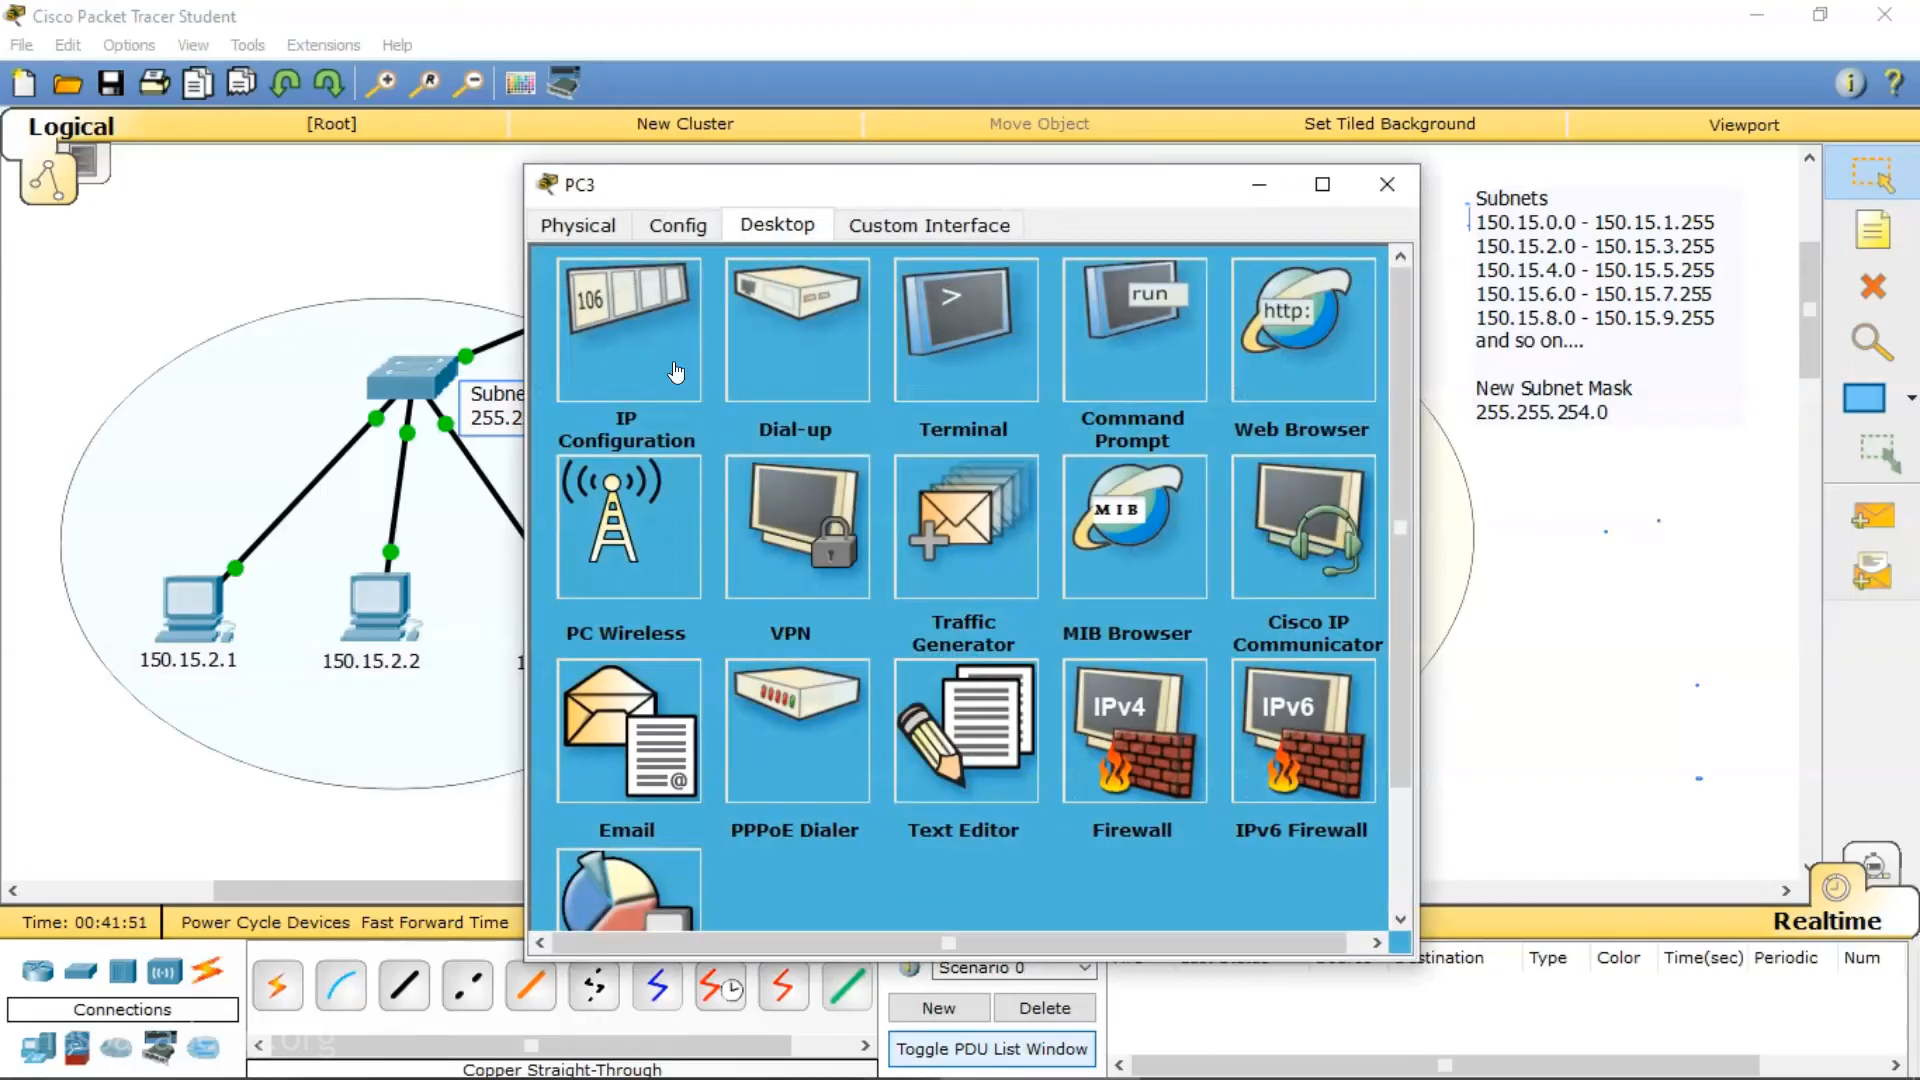 Cisco Packet Tracer Student
File Edit Options View Tools Extensions Help
R
i ?
Logical [Root] New Cluster Move Object Set Tiled Background Viewport
PC3
Physical Config Desktop Custom Interface
106
>
run
http:
IP Configuration
Dial-up
Terminal
Command Prompt
Web Browser
MIB
PC Wireless
VPN
Traffic Generator
MIB Browser
Cisco IP Communicator
@
IPv4
IPv6
Email
PPPoE Dialer
Text Editor
Firewall
IPv6 Firewall
Subne
255.2
150.15.2.1
150.15.2.2
1
Subnets
150.15.0.0 - 150.15.1.255
150.15.2.0 - 150.15.3.255
150.15.4.0 - 150.15.5.255
150.15.6.0 - 150.15.7.255
150.15.8.0 - 150.15.9.255
and so on....
New Subnet Mask
255.255.254.0
Time: 00:41:51 Power Cycle Devices Fast Forward Time
Realtime
Connections
Copper Straight-Through
Scenario 0
New Delete
Toggle PDU List Window
stination Type Color Time(sec) Periodic Num
.org